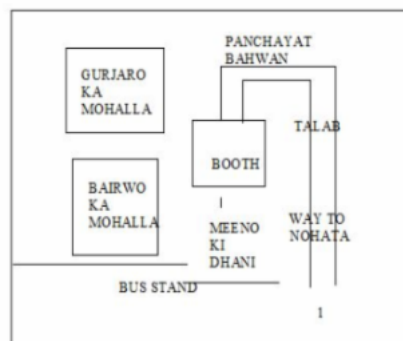 PANCHAYAT
BAHWAN
GURJARO
KA
MOHALLA
TALAB
BOOTH
BAIRWO
KA
MOHALLA
MEENO
KI
DHANI
WAY TO
NOHATA
BUS STAND
1